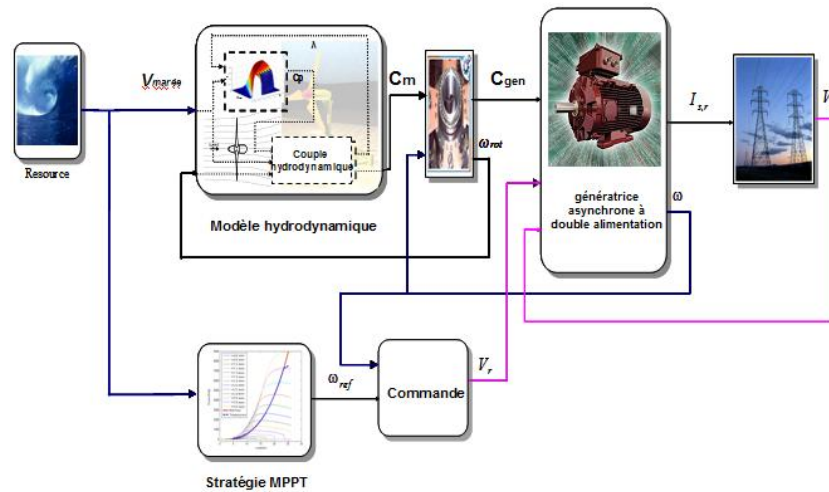 Vmarée
Resource
λ
Cp
Couple
hydrodynamique
Modèle hydrodynamique
Cm
Cgen
ωrot
génératrice
asynchrone à
double alimentation
I s,r
V
ω
ωref
Commande
Vr
Stratégie MPPT